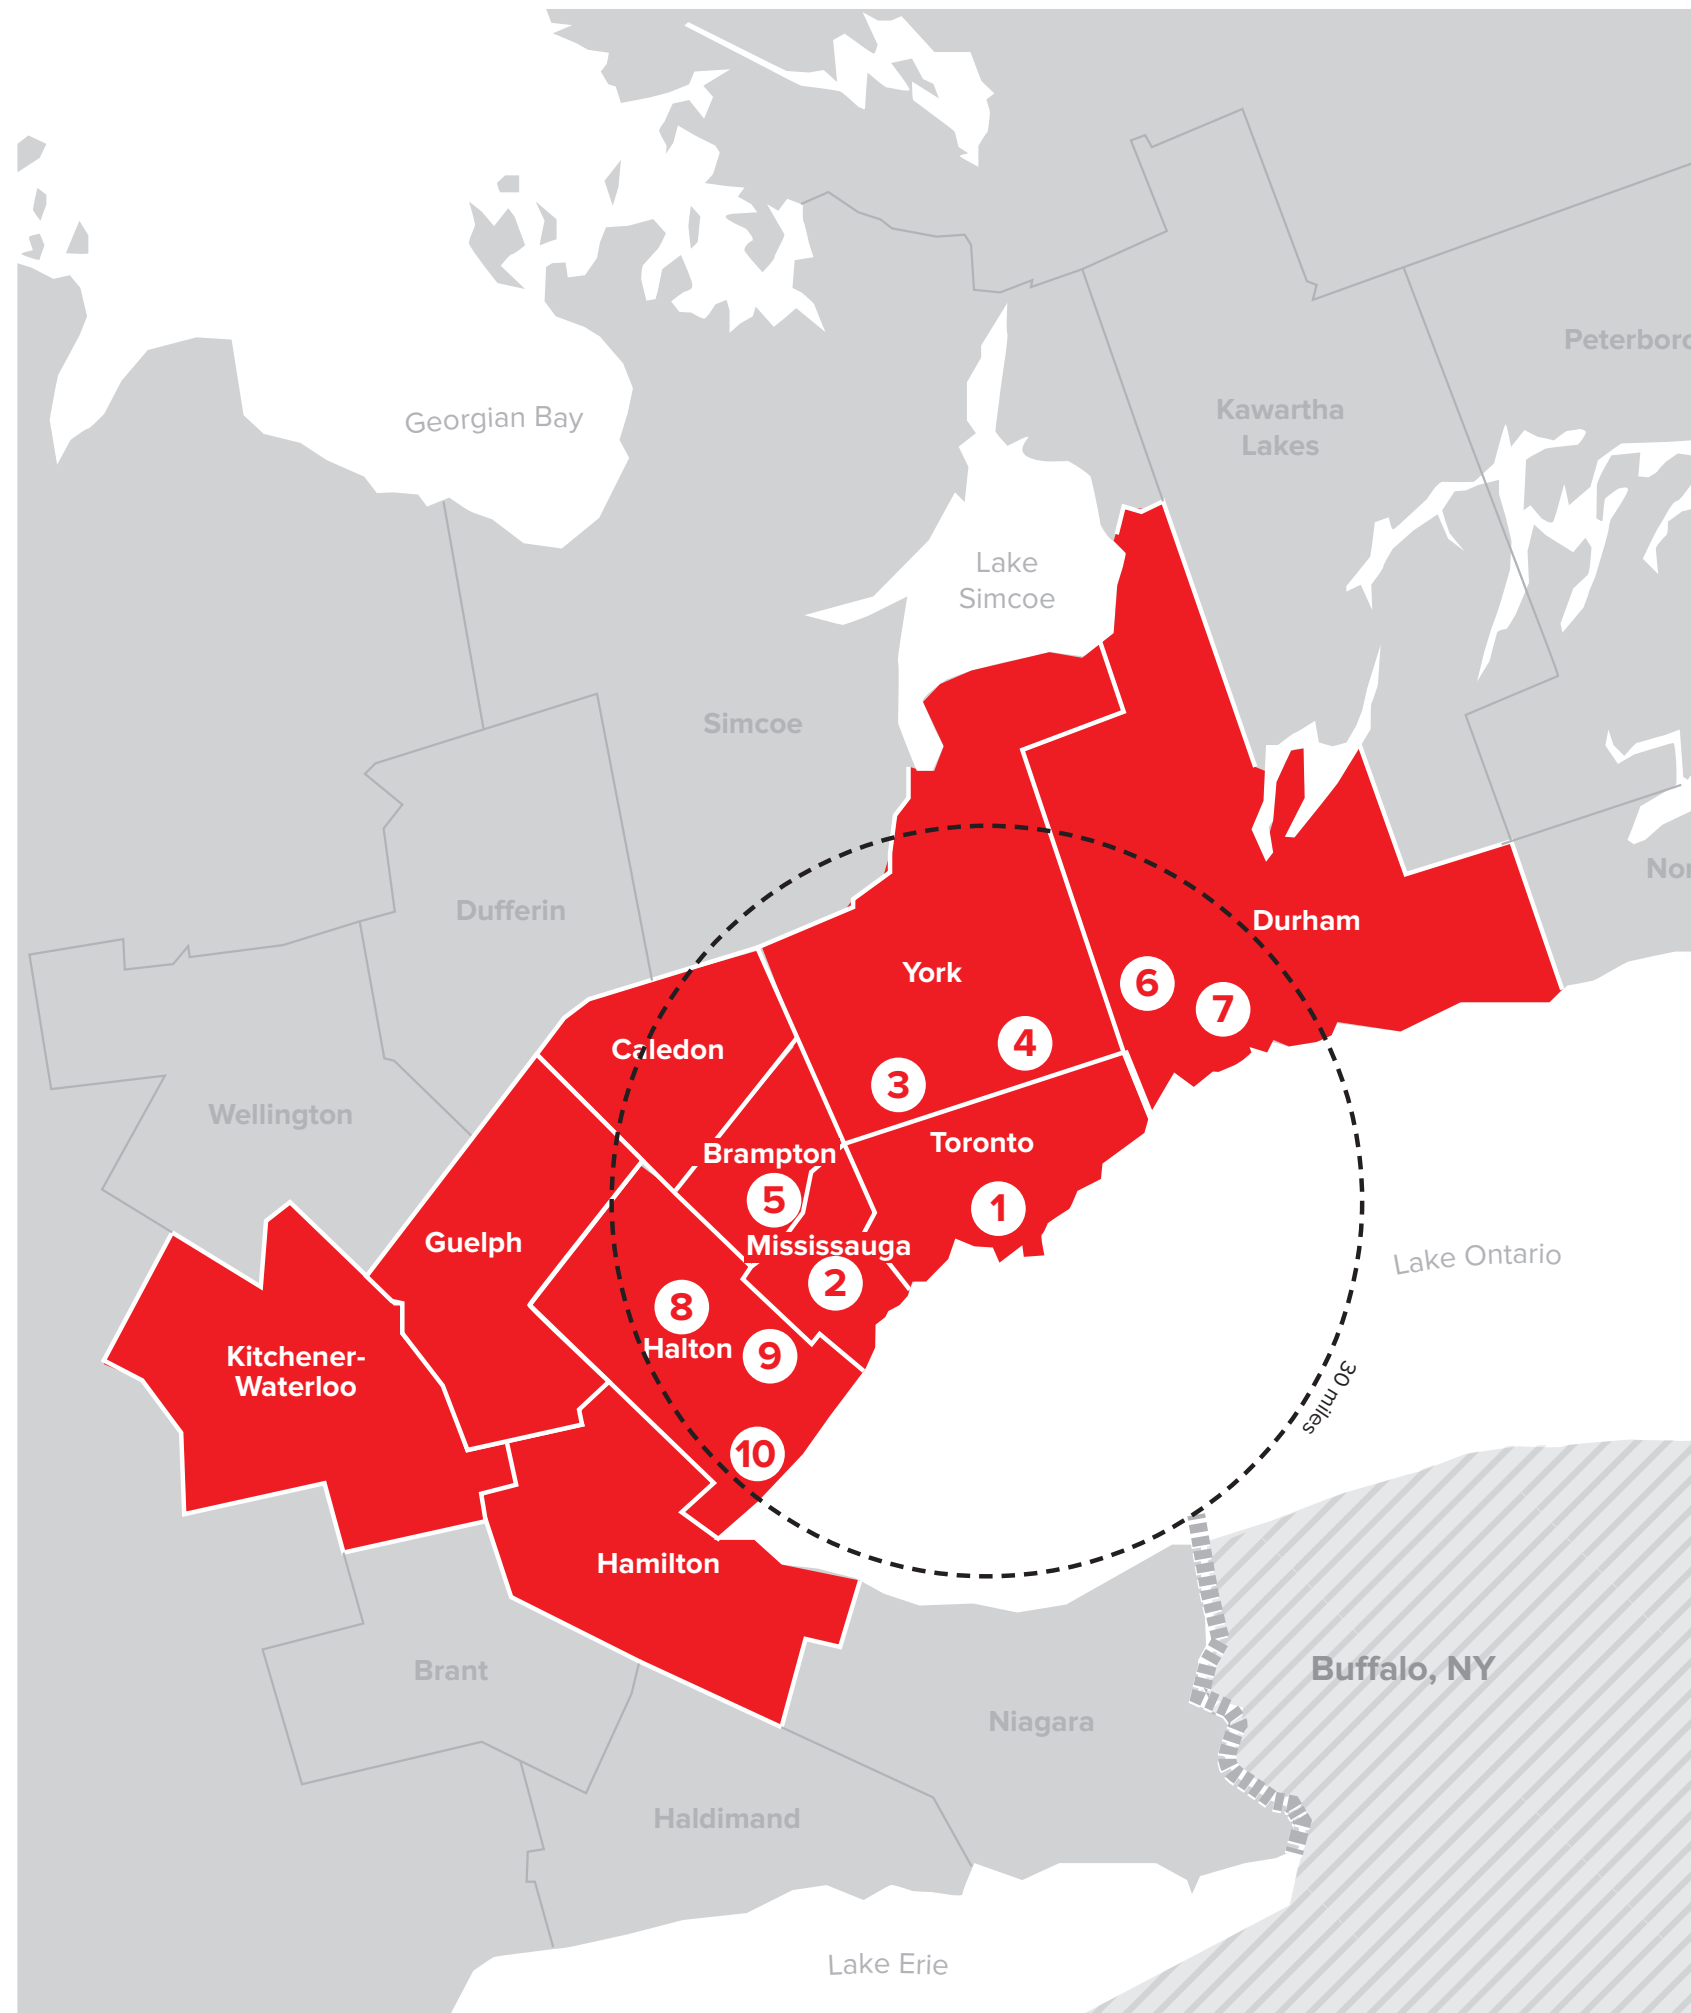 Georgian Bay
Peterboro
Kawartha
Lakes
Lake
Simcoe
Simcoe
Dufferin
Nor
Durham
York
6
7
4
Caledon
3
Wellington
Toronto
Brampton
5
1
Guelph
Mississauga
Lake Ontario
2
8
Halton
9
Kitchener-
Waterloo
30 miles
10
Hamilton
Brant
Buffalo, NY
Niagara
Haldimand
Lake Erie